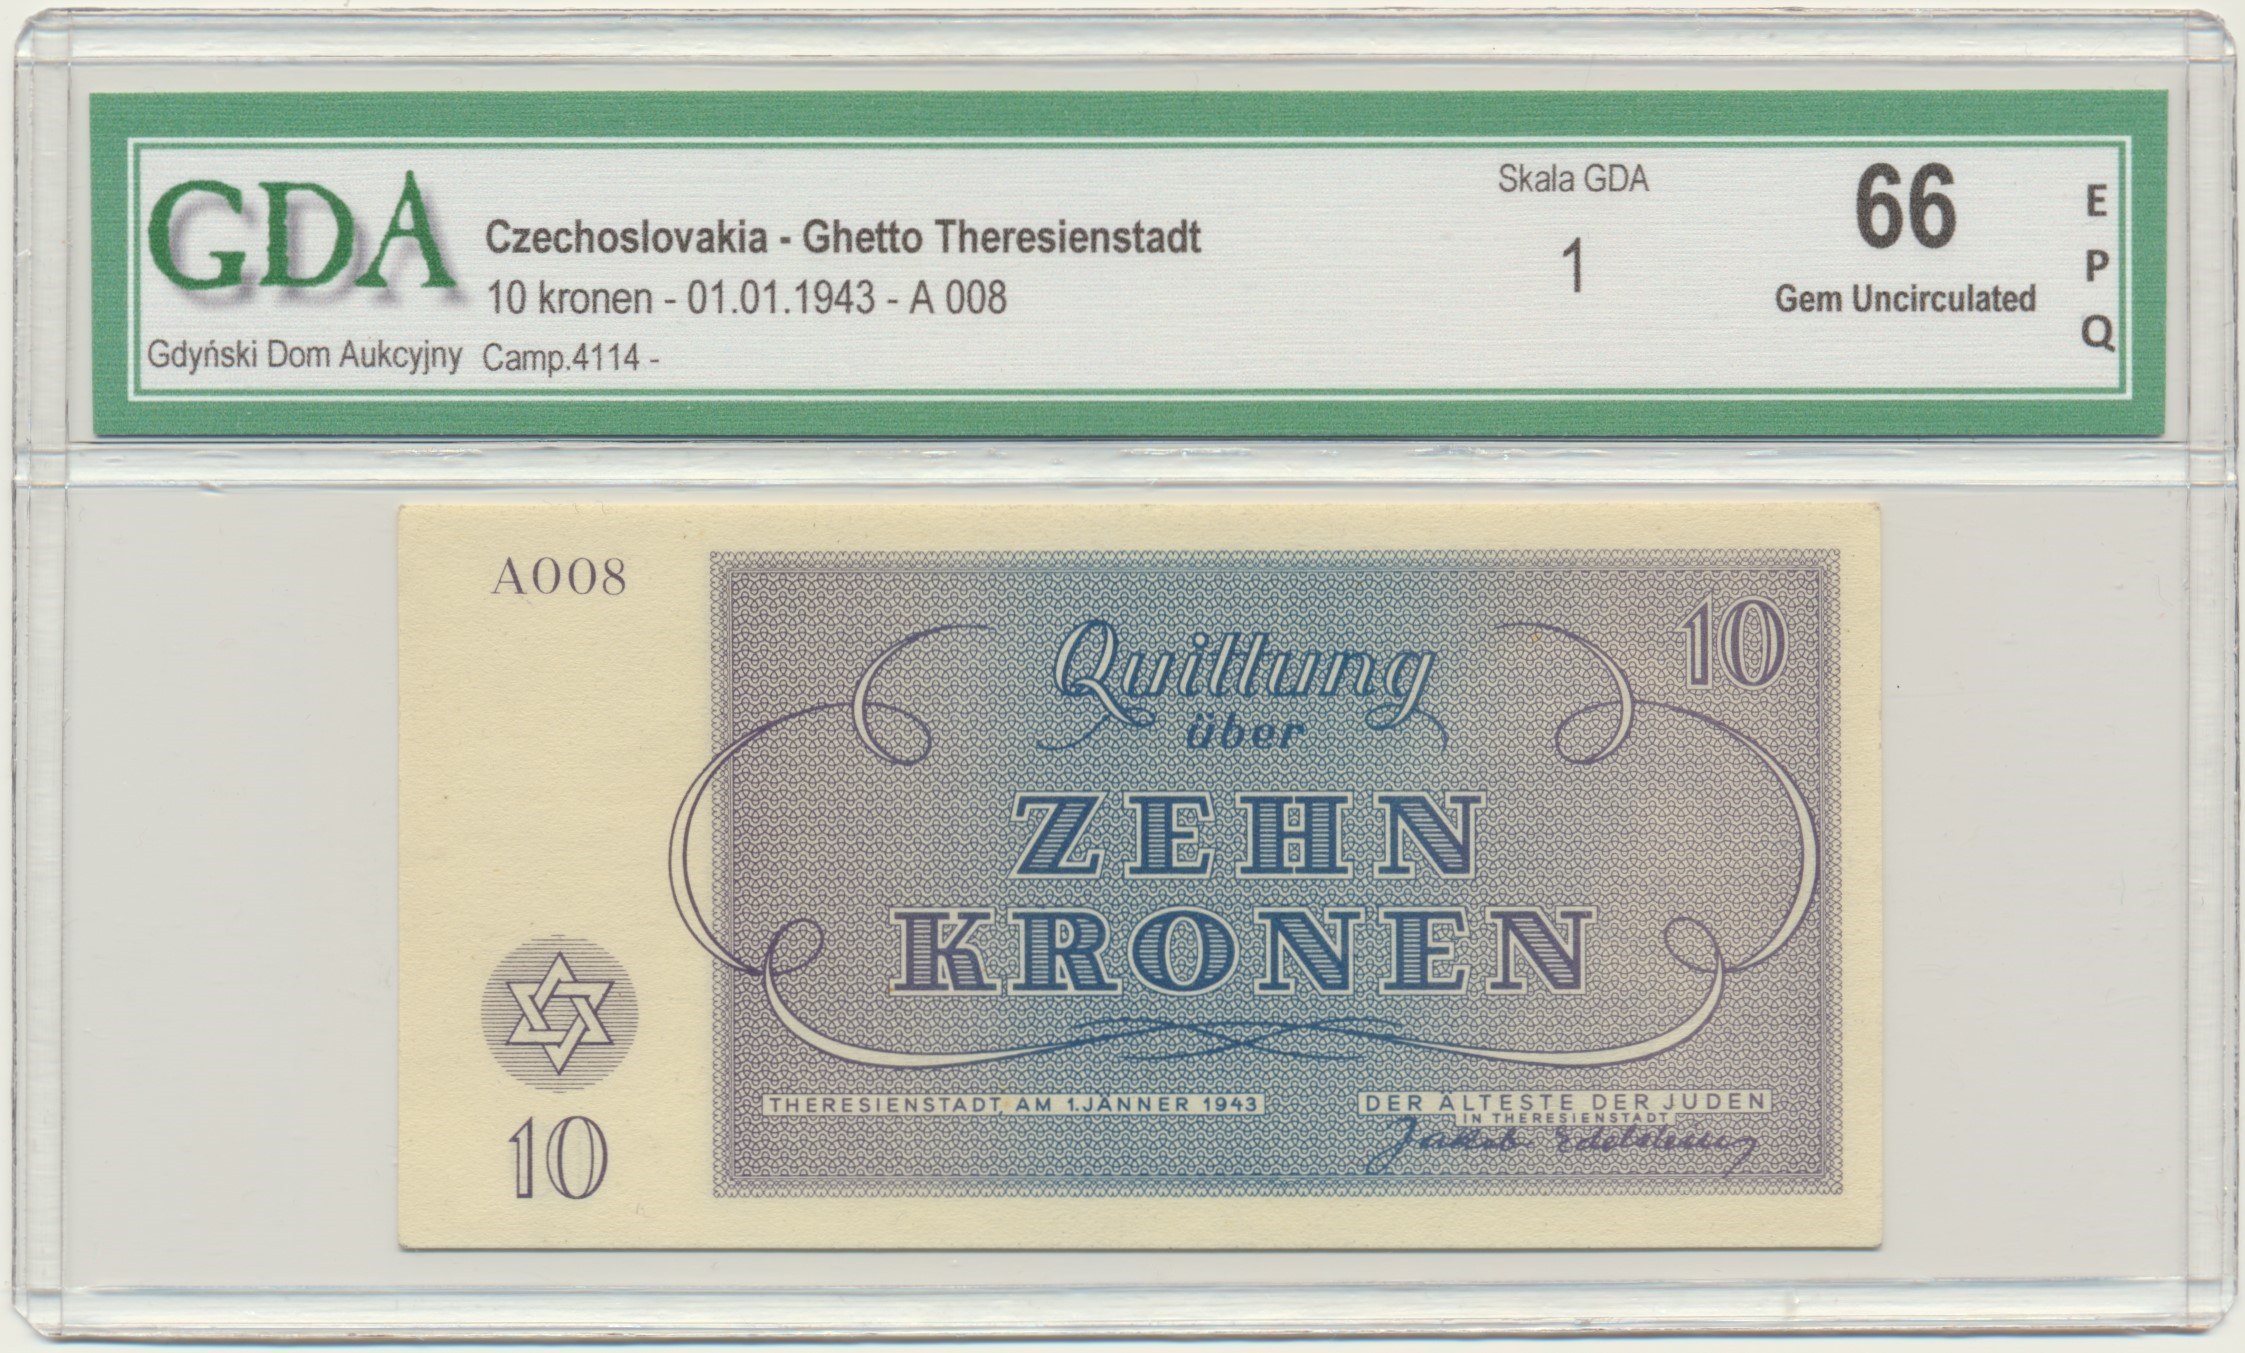 GDA
Gdyński Dom Aukcyjny
Czechoslovakia - Ghetto Theresienstadt
10 kronen - 01.01.1943 - A 008
Camp.4114 -
Skala GDA
1
66
Gem Uncirculated
E
P
Q
A008
10
Quittung
über
ZEHN
KRONEN
THERESIENSTADT, AM 1.JÄNNER 1943
DER ÄLTESTE DER JUDEN
IN THERESIENSTADT
Jakob Edelstein
10